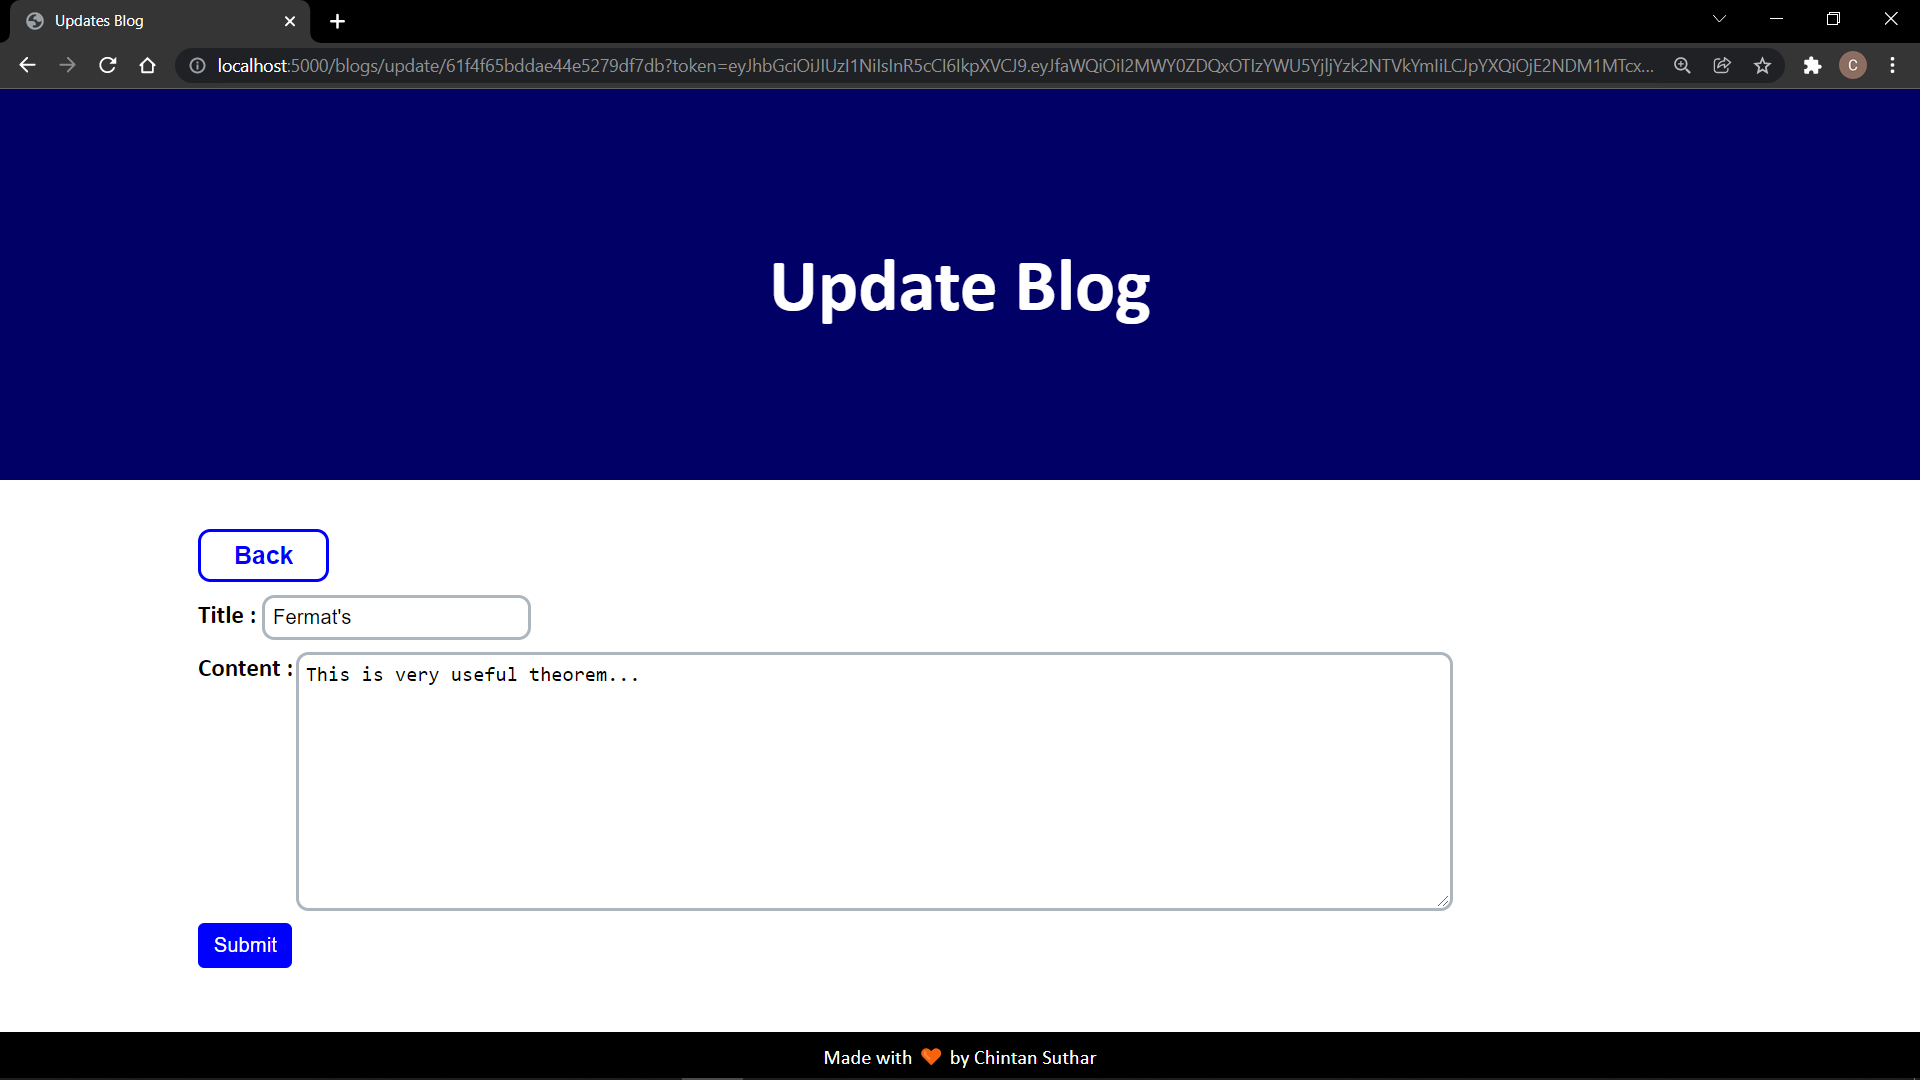 Updates Blog
localhost:5000/blogs/update/61f4f65bddae44e5279df7db?token=eyJhbGciOiJIUzI1NiIsInR5cCI6IkpXVCJ9.eyJfaWQiOiI2MWY0ZDQxOTIzYWU5YjljYzk2NTVkYmIiLCJpYXQiOjE2NDM1MTcx...
C
Update Blog
Back
Title : Fermat's
Content : This is very useful theorem...
Submit
Made with by Chintan Suthar